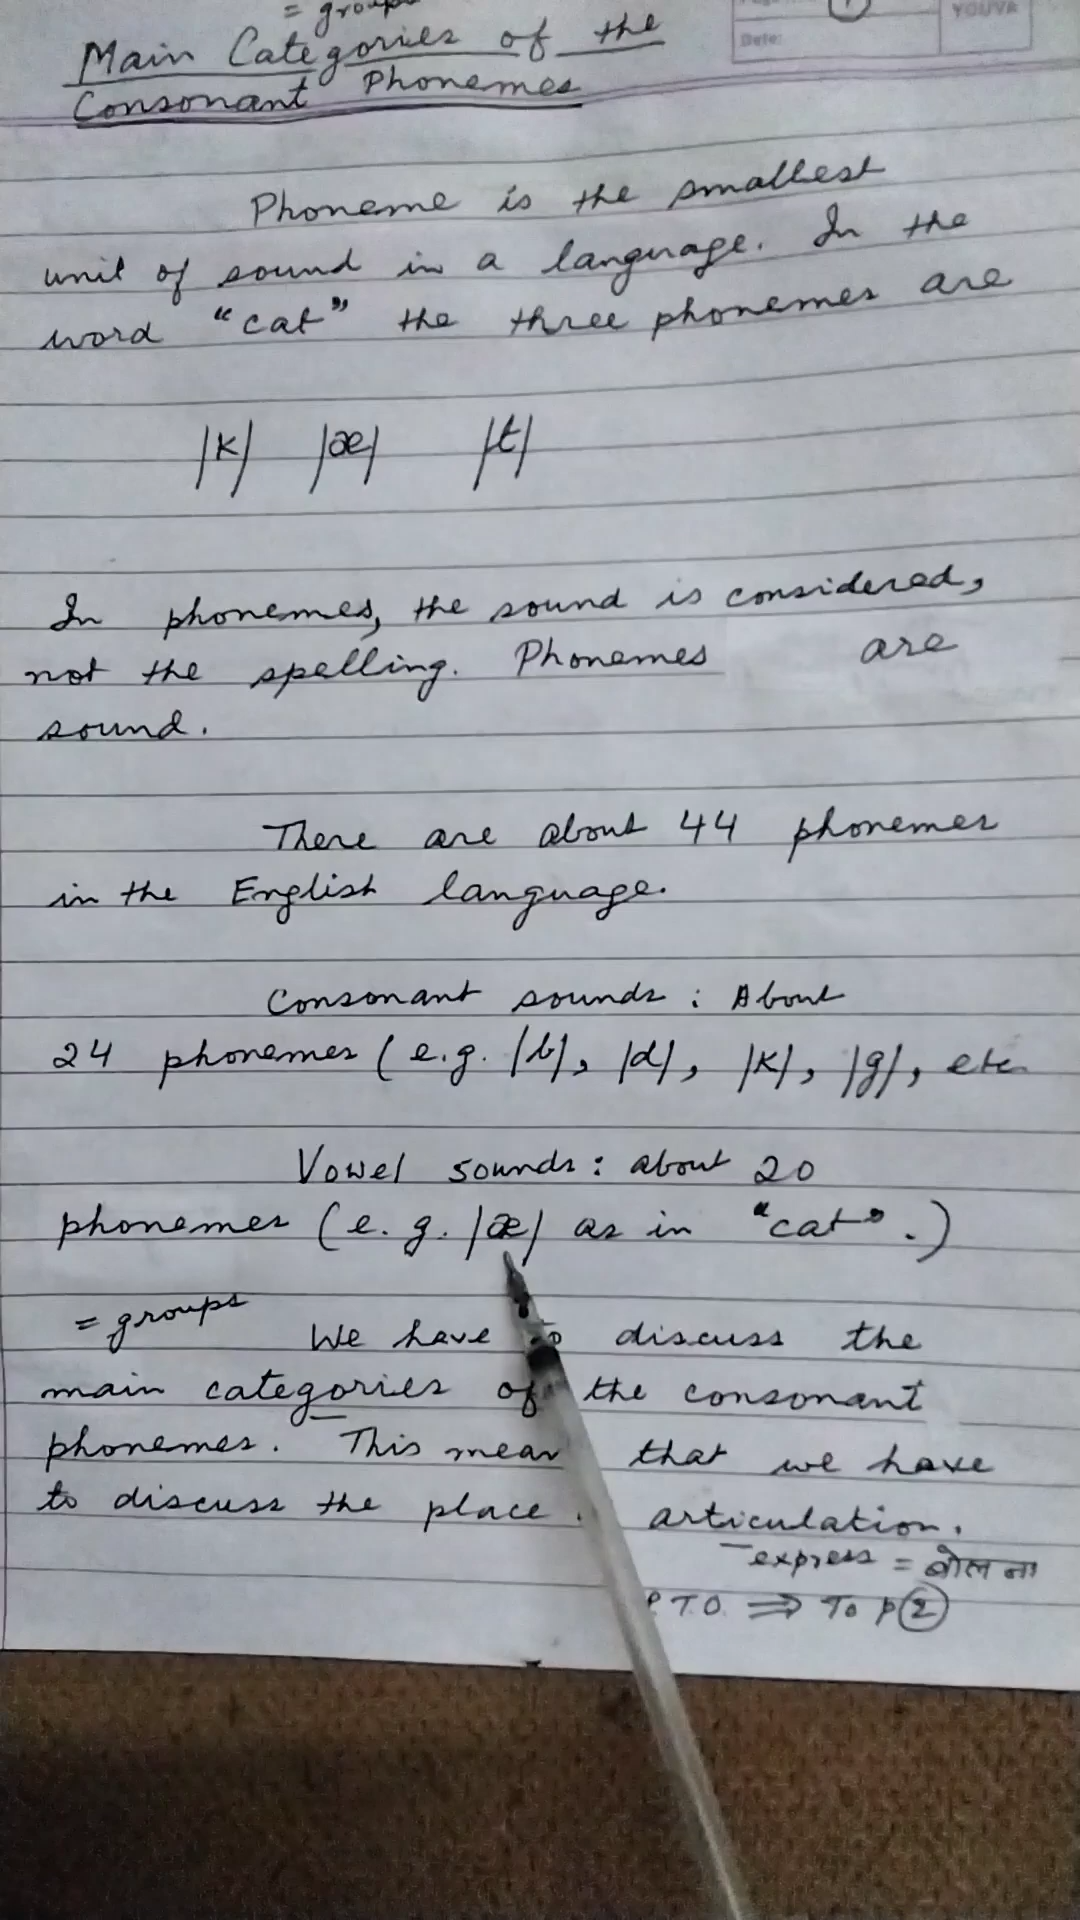 = groups
Main Categories of the
Consonant Phonemes
Date:
YOUVA
Phoneme is the smallest
unit of sound in a language. In the
word "cat" the three phonemes are
/k/ /æ/ /t/
In phonemes, the sound is considered,
not the spelling. Phonemes are
sound.
There are about 44 phonemes
in the English language.
Consonant sounds : About
24 phonemes ( e.g. /b/, /d/, /k/, /g/, etc.
Vowel sounds : about 20
phonemes ( e.g. /æ/ as in "cat" . )
= groups
We have to discuss the
main categories of the consonant
phonemes. This mean that we have
to discuss the place articulation.
express = बोलना
P.T.O. ⇒ To p 2